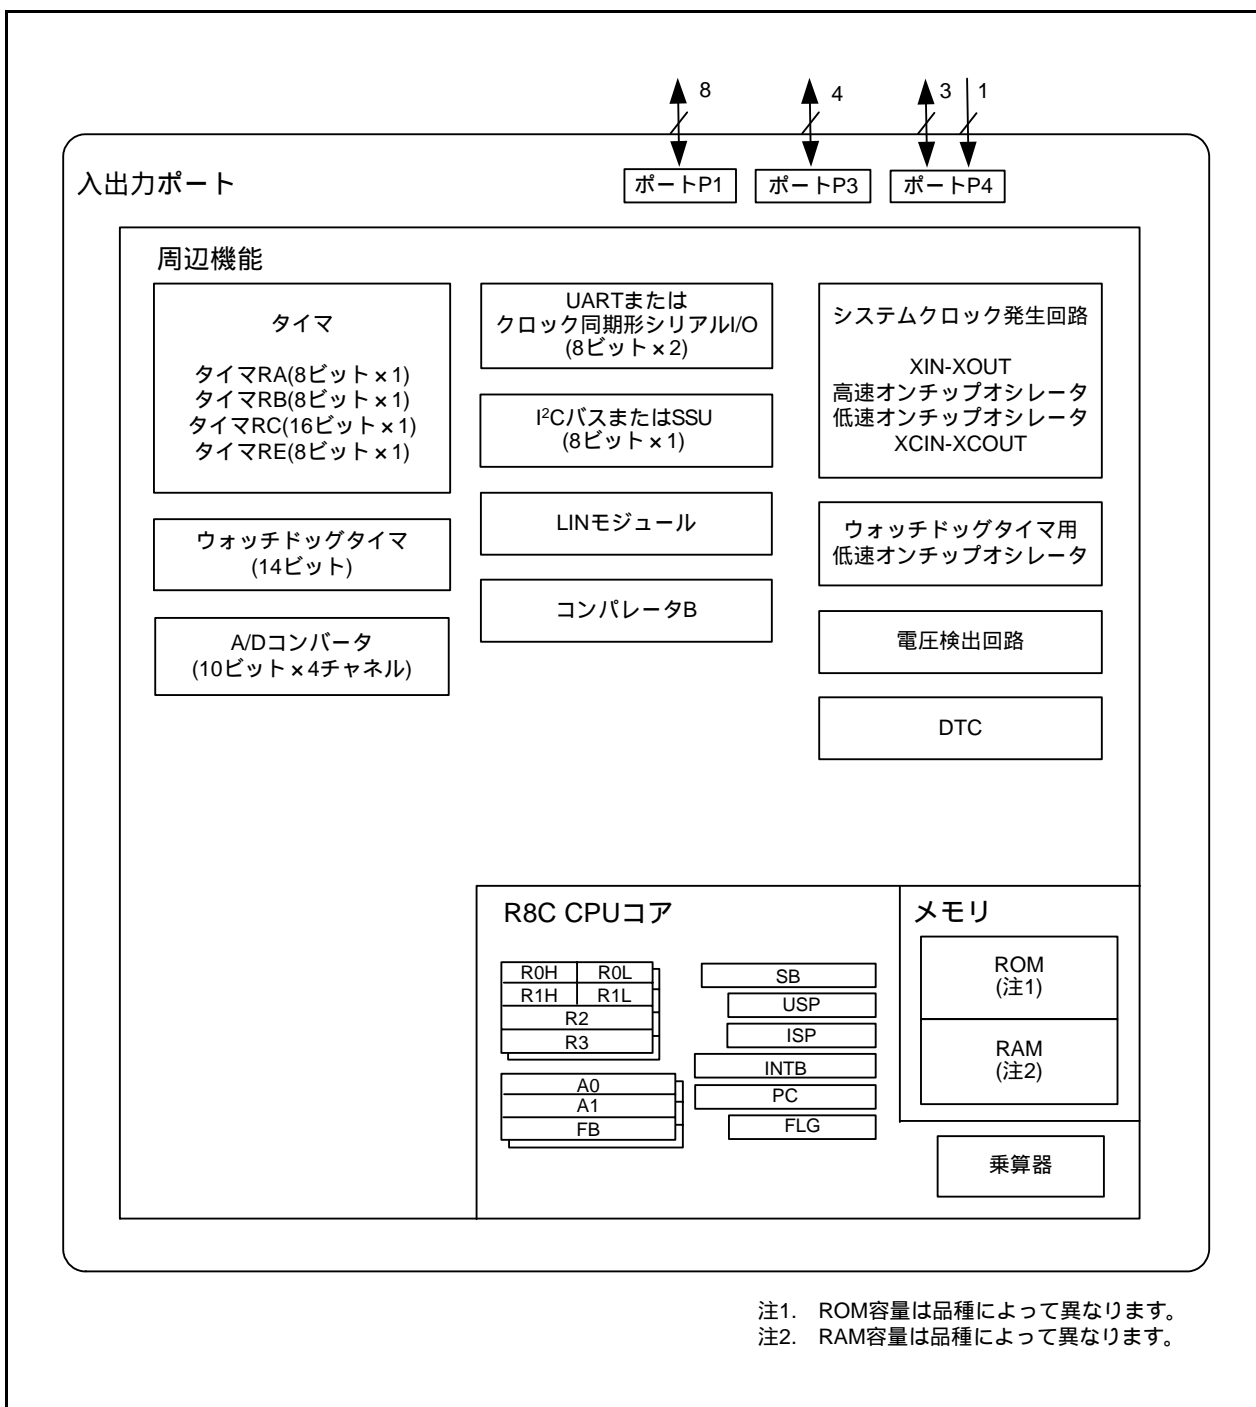 8
4
3
1
入出力ポート
ポートP1
ポートP3
ポートP4
周辺機能
タイマ
タイマRA(8ビット×1)
タイマRB(8ビット×1)
タイマRC(16ビット×1)
タイマRE(8ビット×1)
ウォッチドッグタイマ
(14ビット)
A/Dコンバータ
(10ビット×4チャネル)
UARTまたは
クロック同期形シリアルI/O
(8ビット×2)
I²CバスまたはSSU
(8ビット×1)
LINモジュール
コンパレータB
システムクロック発生回路
XIN-XOUT
高速オンチップオシレータ
低速オンチップオシレータ
XCIN-XCOUT
ウォッチドッグタイマ用
低速オンチップオシレータ
電圧検出回路
DTC
R8C CPUコア
R0H R0L
R1H R1L
R2
R3
A0
A1
FB
SB
USP
ISP
INTB
PC
FLG
メモリ
ROM
(注1)
RAM
(注2)
乗算器
注1. ROM容量は品種によって異なります。
注2. RAM容量は品種によって異なります。